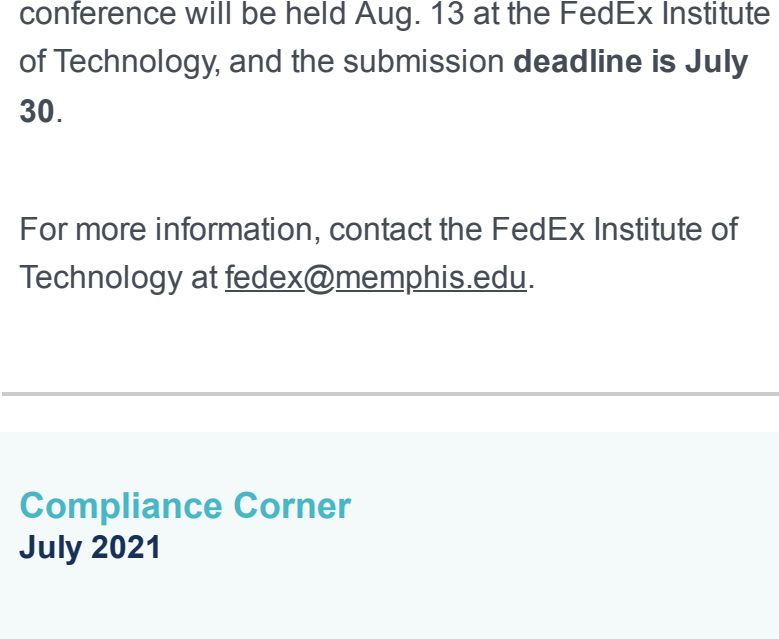 conference will be held Aug. 13 at the FedEx Institute
of Technology, and the submission deadline is July
30.
For more information, contact the FedEx Institute of
Technology at fedex@memphis.edu.
Compliance Corner
July 2021